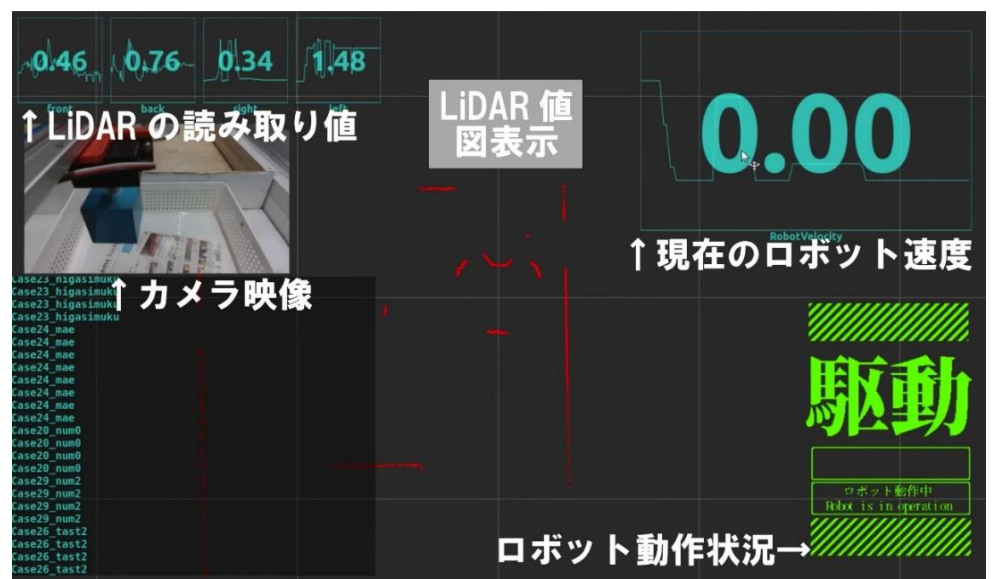 0.46
0.76
0.34
1.48
front
back
right
left
↑LiDAR の読み取り値
LiDAR 値
図表示
0.00
RobotVelocity
↑現在のロボット速度
↑カメラ映像
Case23_higasimuku
Case23_higasimuku
Case23_higasimuku
Case23_higasimuku
Case24_mae
Case24_mae
Case24_mae
Case24_mae
Case24_mae
Case24_mae
Case24_mae
Case24_mae
Case20_num0
Case20_num0
Case20_num0
Case20_num0
Case29_num2
Case29_num2
Case29_num2
Case29_num2
Case26_tast2
Case26_tast2
Case26_tast2
Case26_tast2
駆動
ロボット動作中
Robot is in operation
ロボット動作状況→